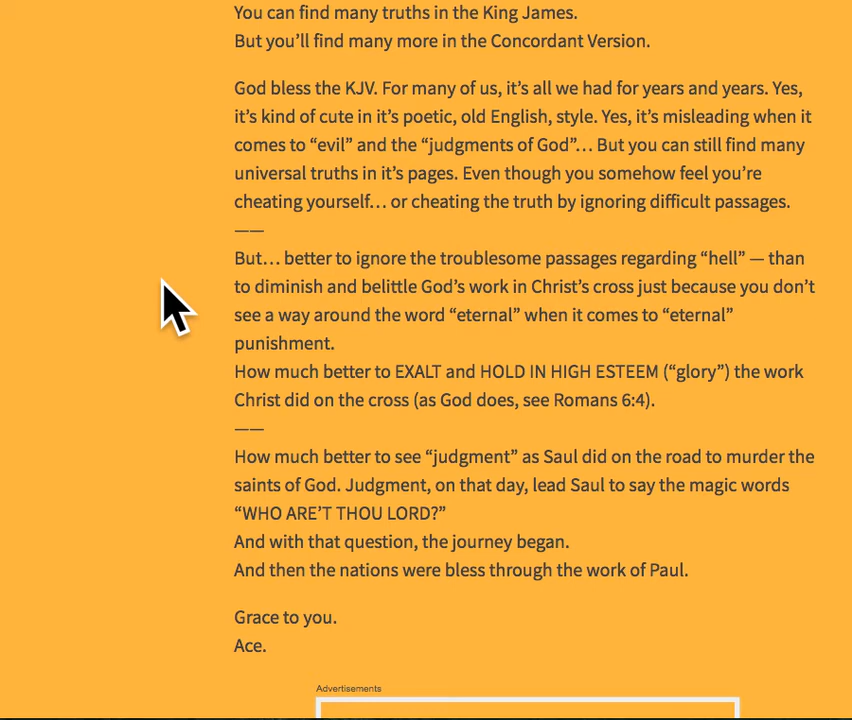 You can find many truths in the King James.
But you’ll find many more in the Concordant Version.
God bless the KJV. For many of us, it’s all we had for years and years. Yes,
it’s kind of cute in it’s poetic, old English, style. Yes, it’s misleading when it
comes to “evil” and the “judgments of God”… But you can still find many
universal truths in it’s pages. Even though you somehow feel you’re
cheating yourself… or cheating the truth by ignoring difficult passages.
——
But… better to ignore the troublesome passages regarding “hell” — than
to diminish and belittle God’s work in Christ’s cross just because you don’t
see a way around the word “eternal” when it comes to “eternal”
punishment.
How much better to EXALT and HOLD IN HIGH ESTEEM (“glory”) the work
Christ did on the cross (as God does, see Romans 6:4).
——
How much better to see “judgment” as Saul did on the road to murder the
saints of God. Judgment, on that day, lead Saul to say the magic words
“WHO ARE’T THOU LORD?”
And with that question, the journey began.
And then the nations were bless through the work of Paul.
Grace to you.
Ace.
Advertisements